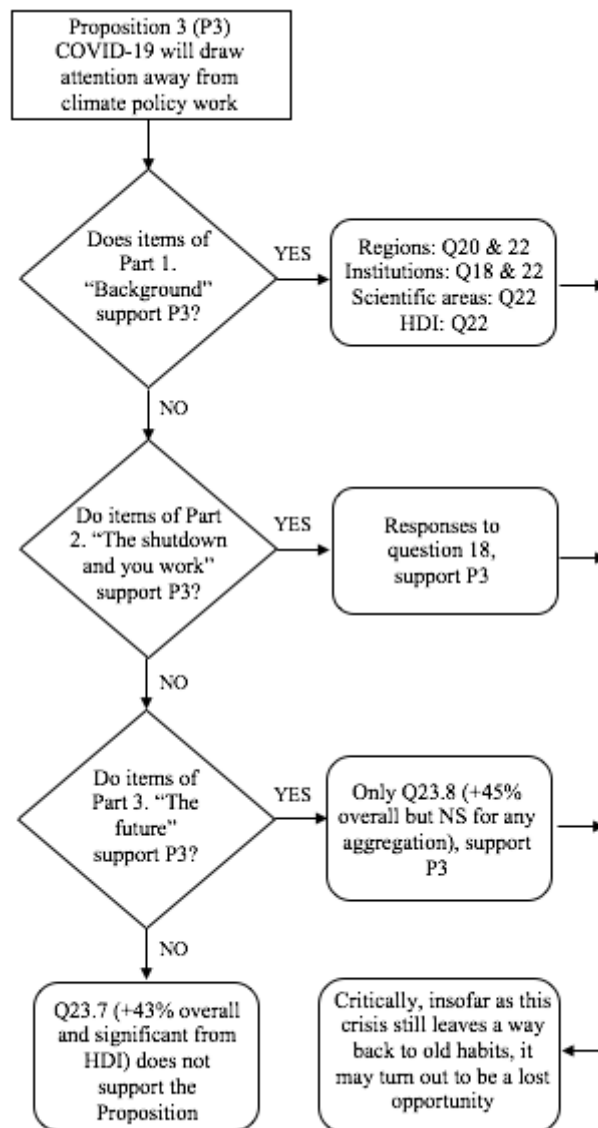 Proposition 3 (P3)
COVID-19 will draw
attention away from
climate policy work
Does items of
Part 1.
“Background”
support P3?
YES
Regions: Q20 & 22
Institutions: Q18 & 22
Scientific areas: Q22
HDI: Q22
NO
Do items of Part
2. “The shutdown
and you work”
support P3?
YES
Responses to
question 18,
support P3
NO
Do items of
Part 3. “The
future”
support P3?
YES
Only Q23.8 (+45%
overall but NS for any
aggregation), support
P3
NO
Q23.7 (+43% overall
and significant from
HDI) does not
support the
Proposition
Critically, insofar as this
crisis still leaves a way
back to old habits, it
may turn out to be a lost
opportunity